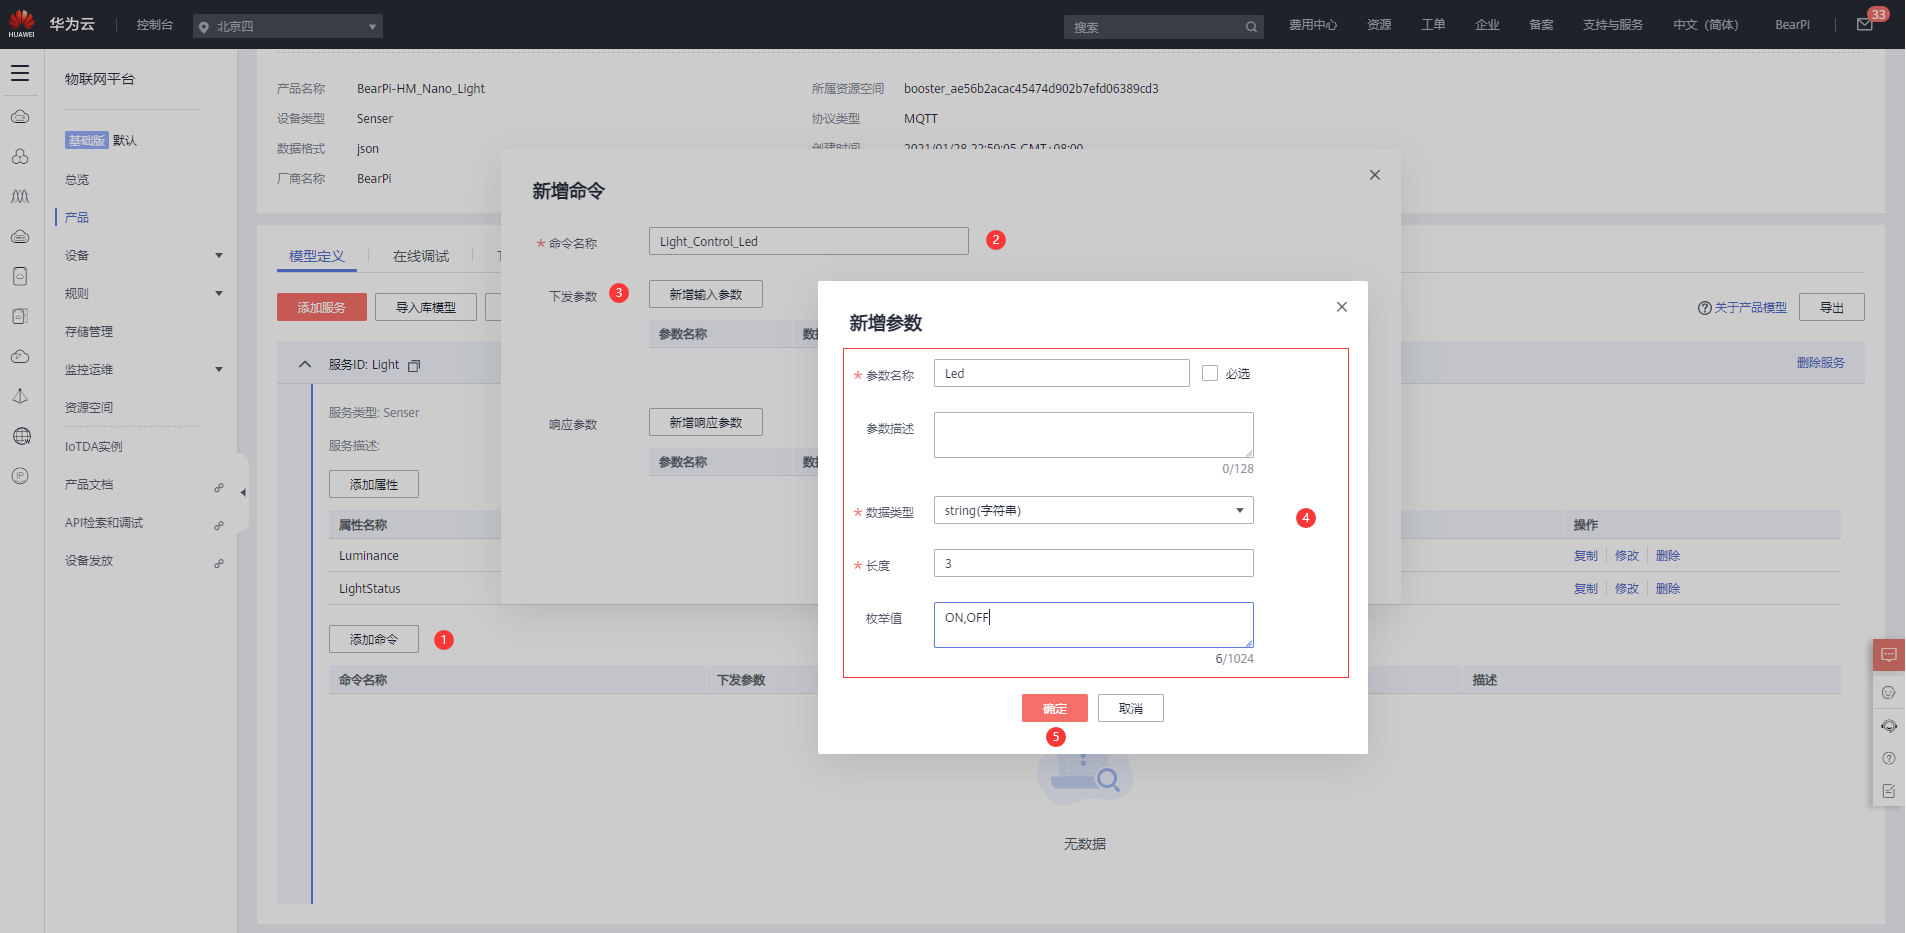 HUAWEI
华为云 控制台 北京四 搜索 费用中心 资源 工单 企业 备案 支持与服务 中文（简体） BearPi 33
物联网平台
基础版 默认
总览
产品
设备
规则
存储管理
监控运维
资源空间
IoTDA实例
产品文档
API检索和调试
设备发放
IP
产品名称 BearPi-HM_Nano_Light 所属资源空间 booster_ae56b2acac45474d902b7efd06389cd3
设备类型 Senser 协议类型 MQTT
数据格式 json 创建时间 2021/01/28 22:59:05 GMT+08:00
厂商名称 BearPi
模型定义 在线调试
添加服务 导入库模型 关于产品模型 导出
服务ID: Light 删除服务
服务类型: Senser
服务描述:
添加属性
属性名称 操作
Luminance 复制 修改 删除
LightStatus 复制 修改 删除
添加命令 1
命令名称 下发参数 描述
无数据
新增命令
* 命令名称 Light_Control_Led 2
下发参数 3 新增输入参数
参数名称
响应参数 新增响应参数
参数名称
新增参数
* 参数名称 Led 必选
参数描述
0/128
* 数据类型 string(字符串) 4
* 长度 3
枚举值 ON,OFF
6/1024
确定 取消
5